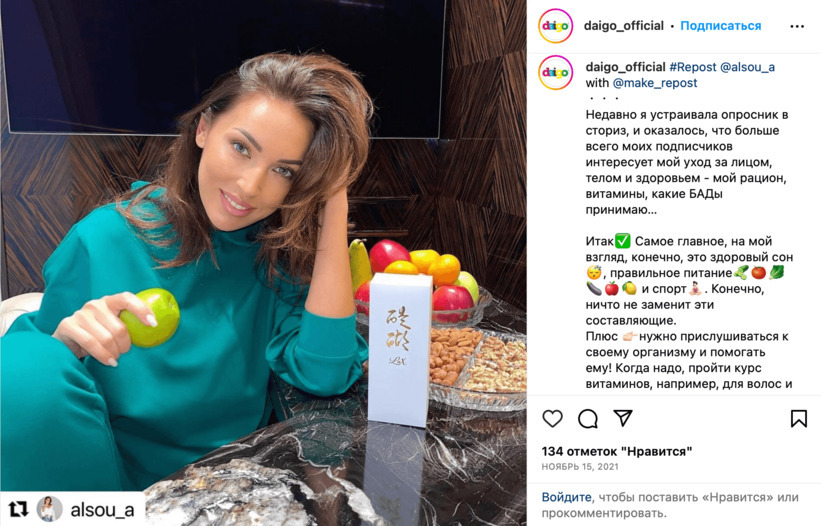 daigo
daigo_official • Подписаться
daigo
daigo_official #Repost @alsou_a
with @make_repost
• • •
Недавно я устраивала опросник в
сториз, и оказалось, что больше
всего моих подписчиков
интересует мой уход за лицом,
телом и здоровьем - мой рацион,
витамины, какие БАДы
принимаю...
Итак✅ Самое главное, на мой
взгляд, конечно, это здоровый сон
😴, правильное питание🥦🍅🥬
🍆🍎🍋 и спорт🧘🏻‍♀️. Конечно,
ничто не заменит эти
составляющие.
Плюс 👉🏻нужно прислушиваться к
своему организму и помогать
ему! Когда надо, пройти курс
витаминов, например, для волос и
134 отметок "Нравится"
НОЯБРЬ 15, 2021
Войдите, чтобы поставить «Нравится» или
прокомментировать.
醍
醐
alsou_a